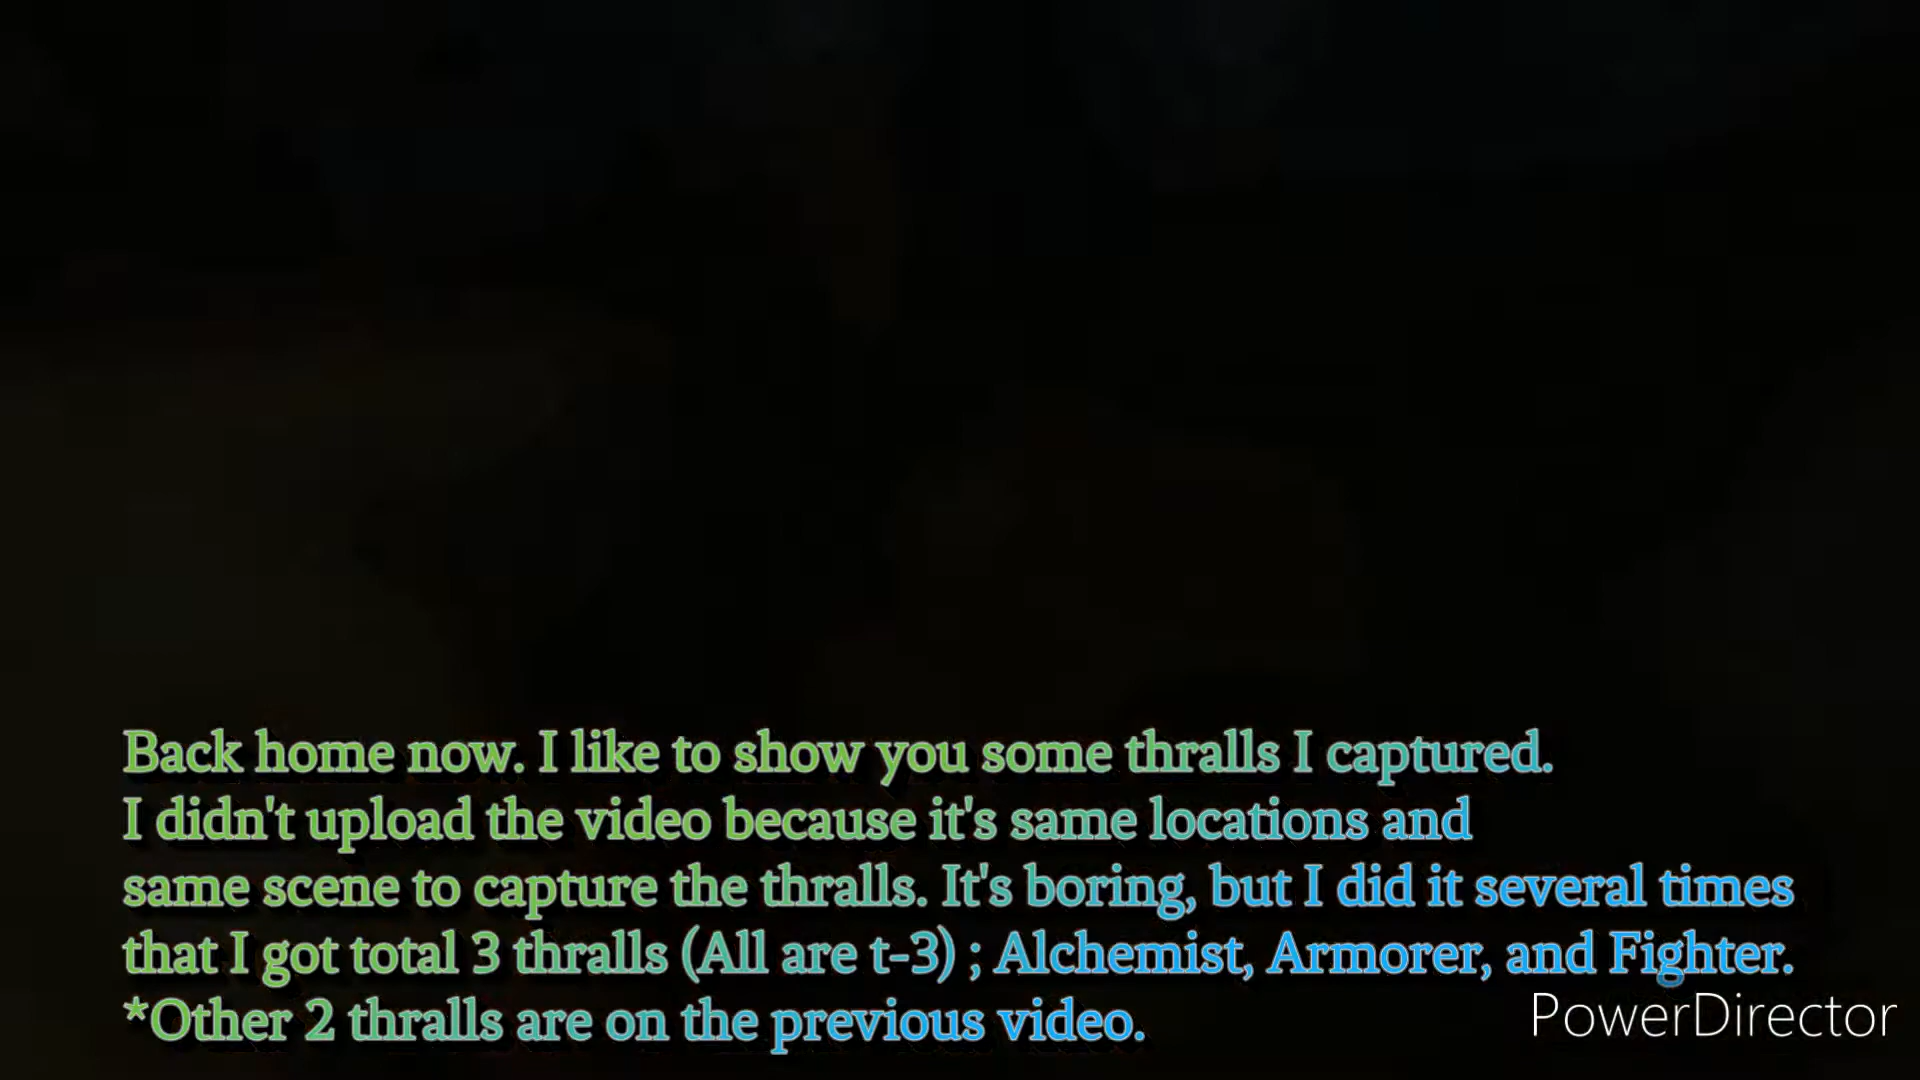 Back home now. I like to show you some thralls I captured.
I didn't upload the video because it's same locations and
same scene to capture the thralls. It's boring, but I did it several times
that I got total 3 thralls (All are t-3) ; Alchemist, Armorer, and Fighter.
*Other 2 thralls are on the previous video.
PowerDirector